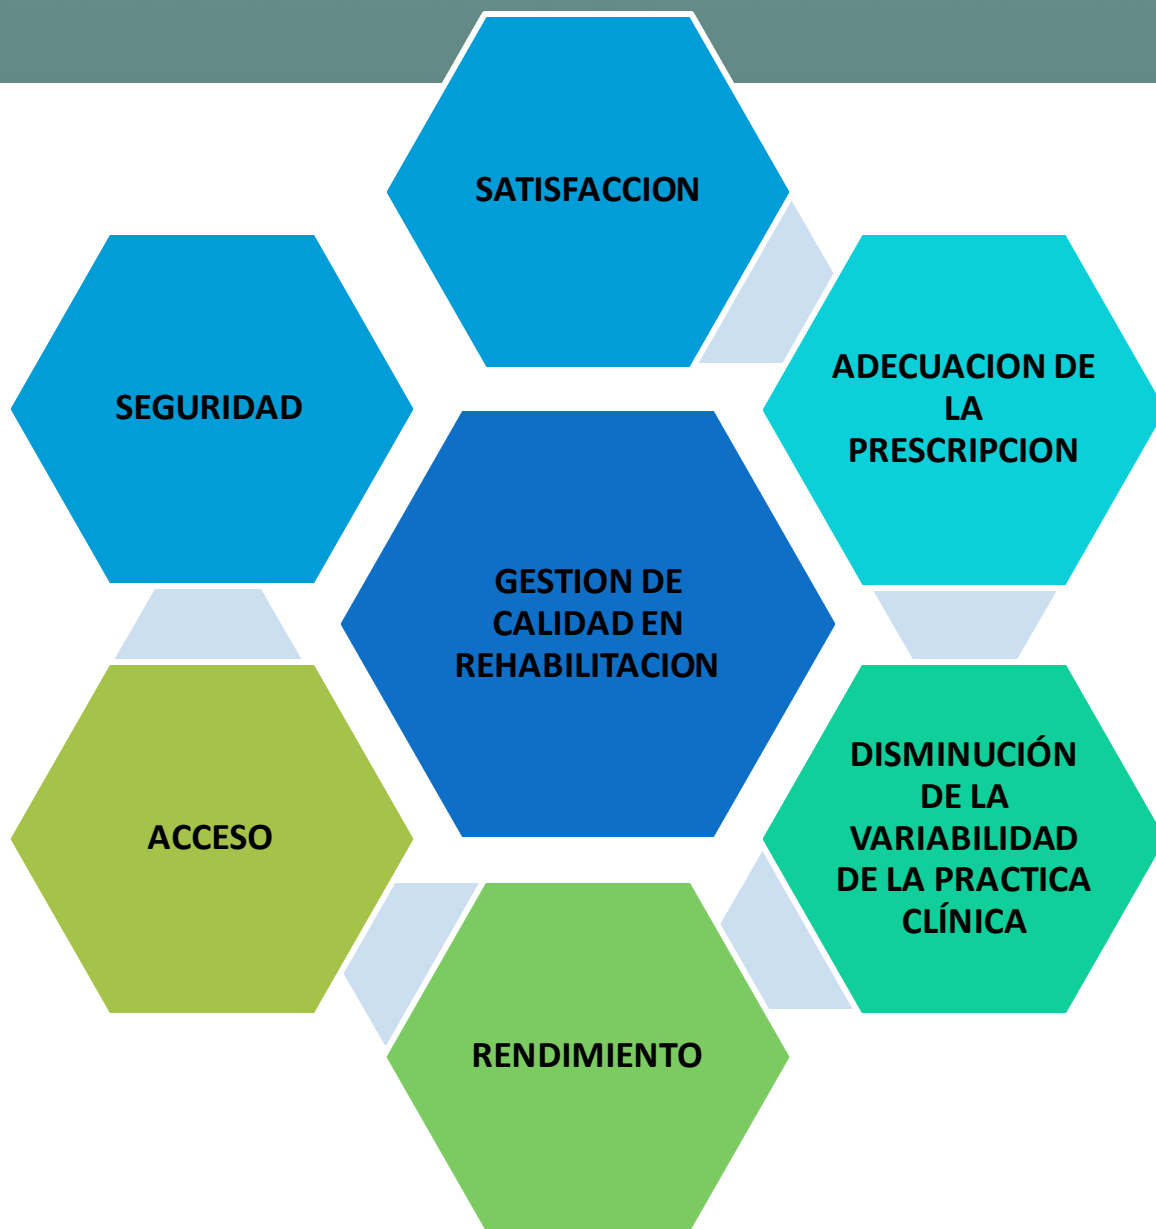 SATISFACCION
SEGURIDAD
ADECUACION DE
LA
PRESCRIPCION
GESTION DE
CALIDAD EN
REHABILITACION
ACCESO
DISMINUCIÓN
DE LA
VARIABILIDAD
DE LA PRACTICA
CLÍNICA
RENDIMIENTO